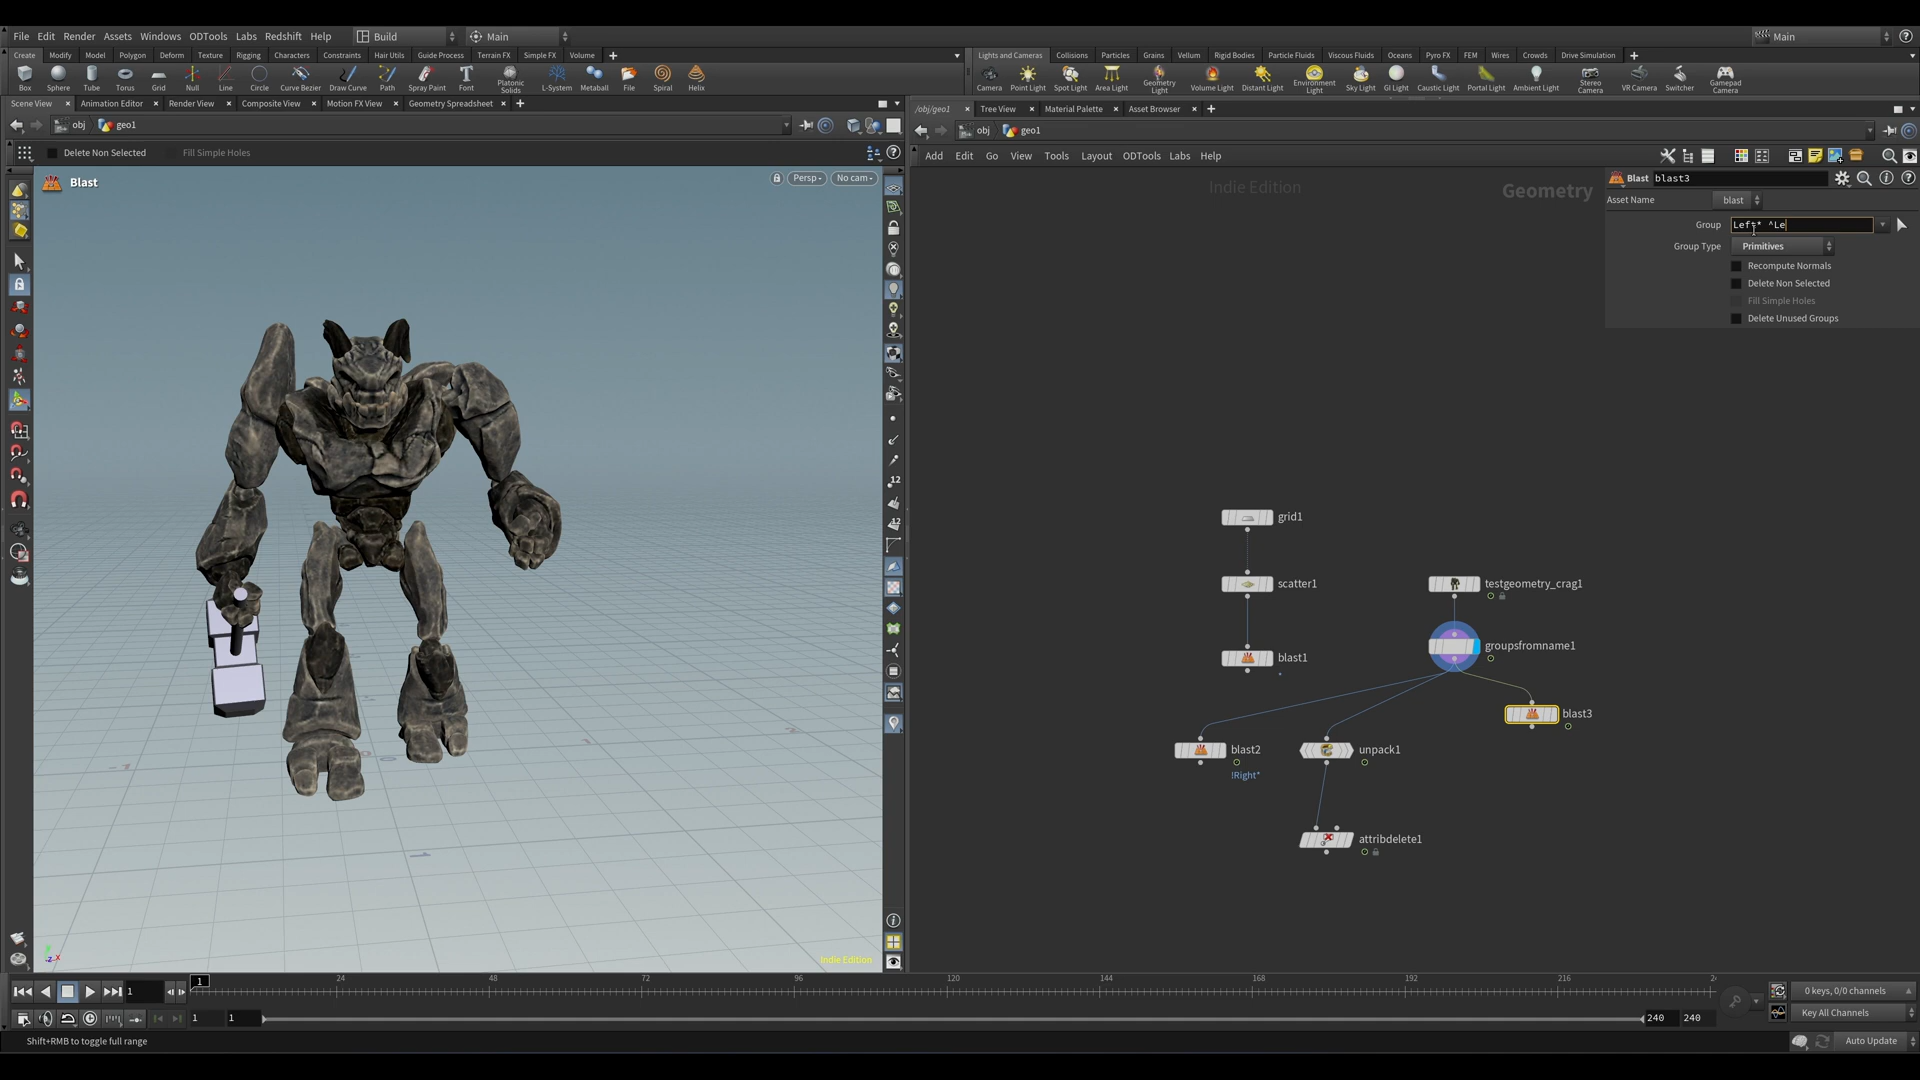 File Edit Render Assets Windows ODTools Labs Redshift Help Build Main Main
Create Modify Model Polygon Deform Texture Rigging Characters Constraints Hair Utils Guide Process Terrain FX Simple FX Volume
Lights and Cameras Collisions Particles Grains Vellum Rigid Bodies Particle Fluids Viscous Fluids Oceans Pyro FX FEM Wires Crowds Drive Simulation
Box Sphere Tube Torus Grid Null Line Circle Curve Bezier Draw Curve Path Spray Paint Font Platonic Solids L-System Metaball File Spiral Helix
Camera Point Light Spot Light Area Light Geometry Light Volume Light Distant Light Environment Light Sky Light GI Light Caustic Light Portal Light Ambient Light Stereo Camera VR Camera Switcher Gamepad Camera
Scene View Animation Editor Render View Composite View Motion FX View Geometry Spreadsheet
/obj/geo1 Tree View Material Palette Asset Browser
obj geo1
obj geo1
Delete Non Selected Fill Simple Holes
Add Edit Go View Tools Layout ODTools Labs Help
Blast
Persp No cam
Indie Edition
Geometry
Blast blast3
Asset Name blast
Group Left* ^Le
Group Type Primitives
Recompute Normals
Delete Non Selected
Fill Simple Holes
Delete Unused Groups
12
12
grid1
scatter1
testgeometry_crag1
groupsfromname1
blast1
blast3
blast2
unpack1
!Right*
attribdelete1
Indie Edition
1 24 48 72 96 120 144 168 192 216
1
0 keys, 0/0 channels
1 1 240 240
Key All Channels
Shift+RMB to toggle full range
Auto Update